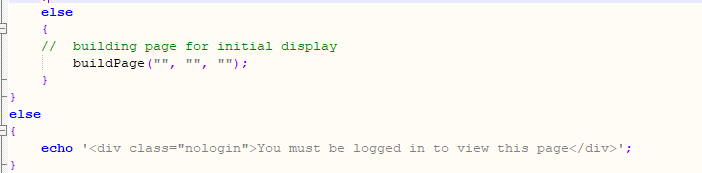 else
{
// building page for initial display
buildPage("", "", "");
}
}
else
{
echo '<div class="nologin">You must be logged in to view this page</div>';
}